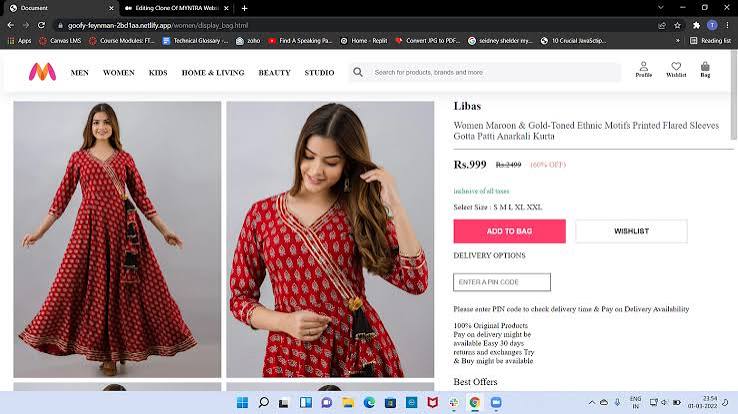 Document
Editing Clone Of MYNTRA Webs
goofy-feynman-2bd1aa.netlify.app/women/display_bag.html
T
Apps
Canvas LMS
Course Modules: FT...
Technical Glossary -...
zoho
Find A Speaking Pa...
Home - Replit
Convert JPG to PDF...
seidney shelder my...
10 Crucial JavaScrip...
»
Reading list
MEN
WOMEN
KIDS
HOME & LIVING
BEAUTY
STUDIO
Search for products, brands and more
Profile
Wishlist
Bag
Libas
Women Maroon & Gold-Toned Ethnic Motifs Printed Flared Sleeves
Gotta Patti Anarkali Kurta
Rs.999 Rs.2499 (60% OFF)
inclusive of all taxes
Select Size : S M L XL XXL
ADD TO BAG
WISHLIST
DELIVERY OPTIONS
ENTER A PIN CODE
Please enter PIN code to check delivery time & Pay on Delivery Availability
100% Original Products
Pay on delivery might be
available Easy 30 days
returns and exchanges Try
& Buy might be available
Best Offers
ENG
IN
23:54
01-03-2022